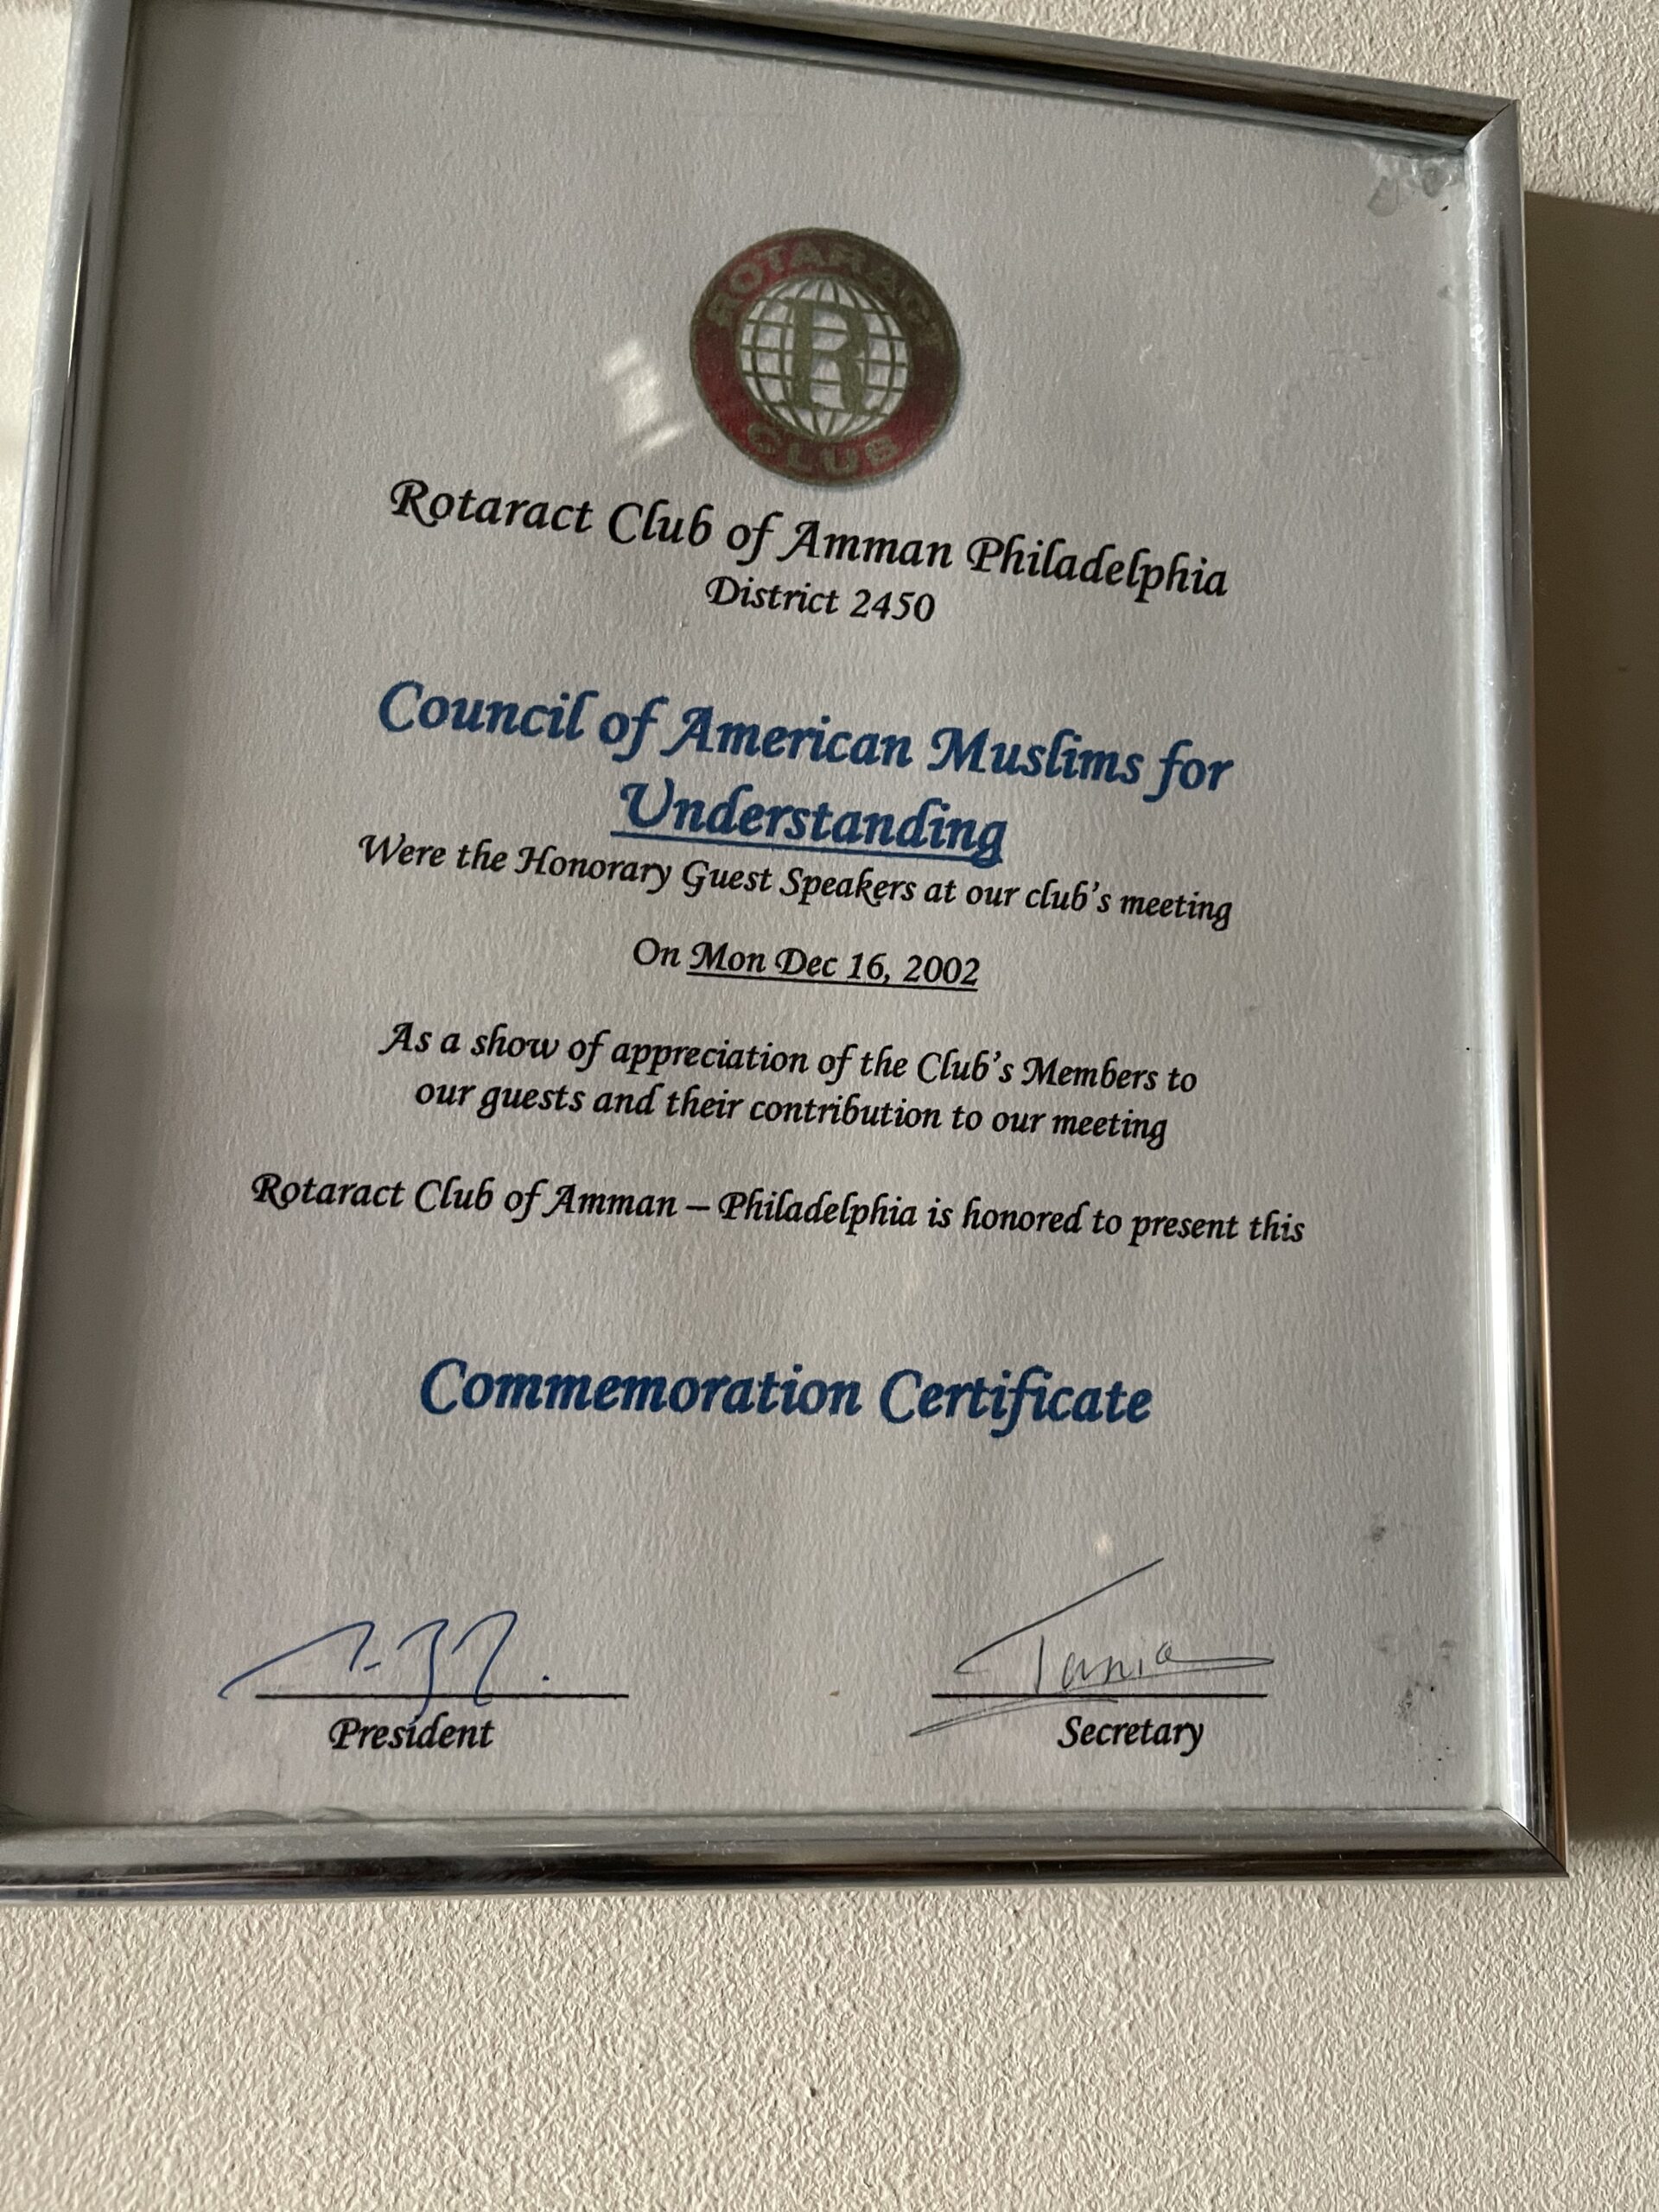 ROTARACT
R
CLUB
Rotaract Club of Amman Philadelphia
District 2450
Council of American Muslims for
Understanding
Were the Honorary Guest Speakers at our club's meeting
On Mon Dec 16, 2002
As a show of appreciation of the Club's Members to
our guests and their contribution to our meeting
Rotaract Club of Amman – Philadelphia is honored to present this
Commemoration Certificate
Tania
President
Secretary